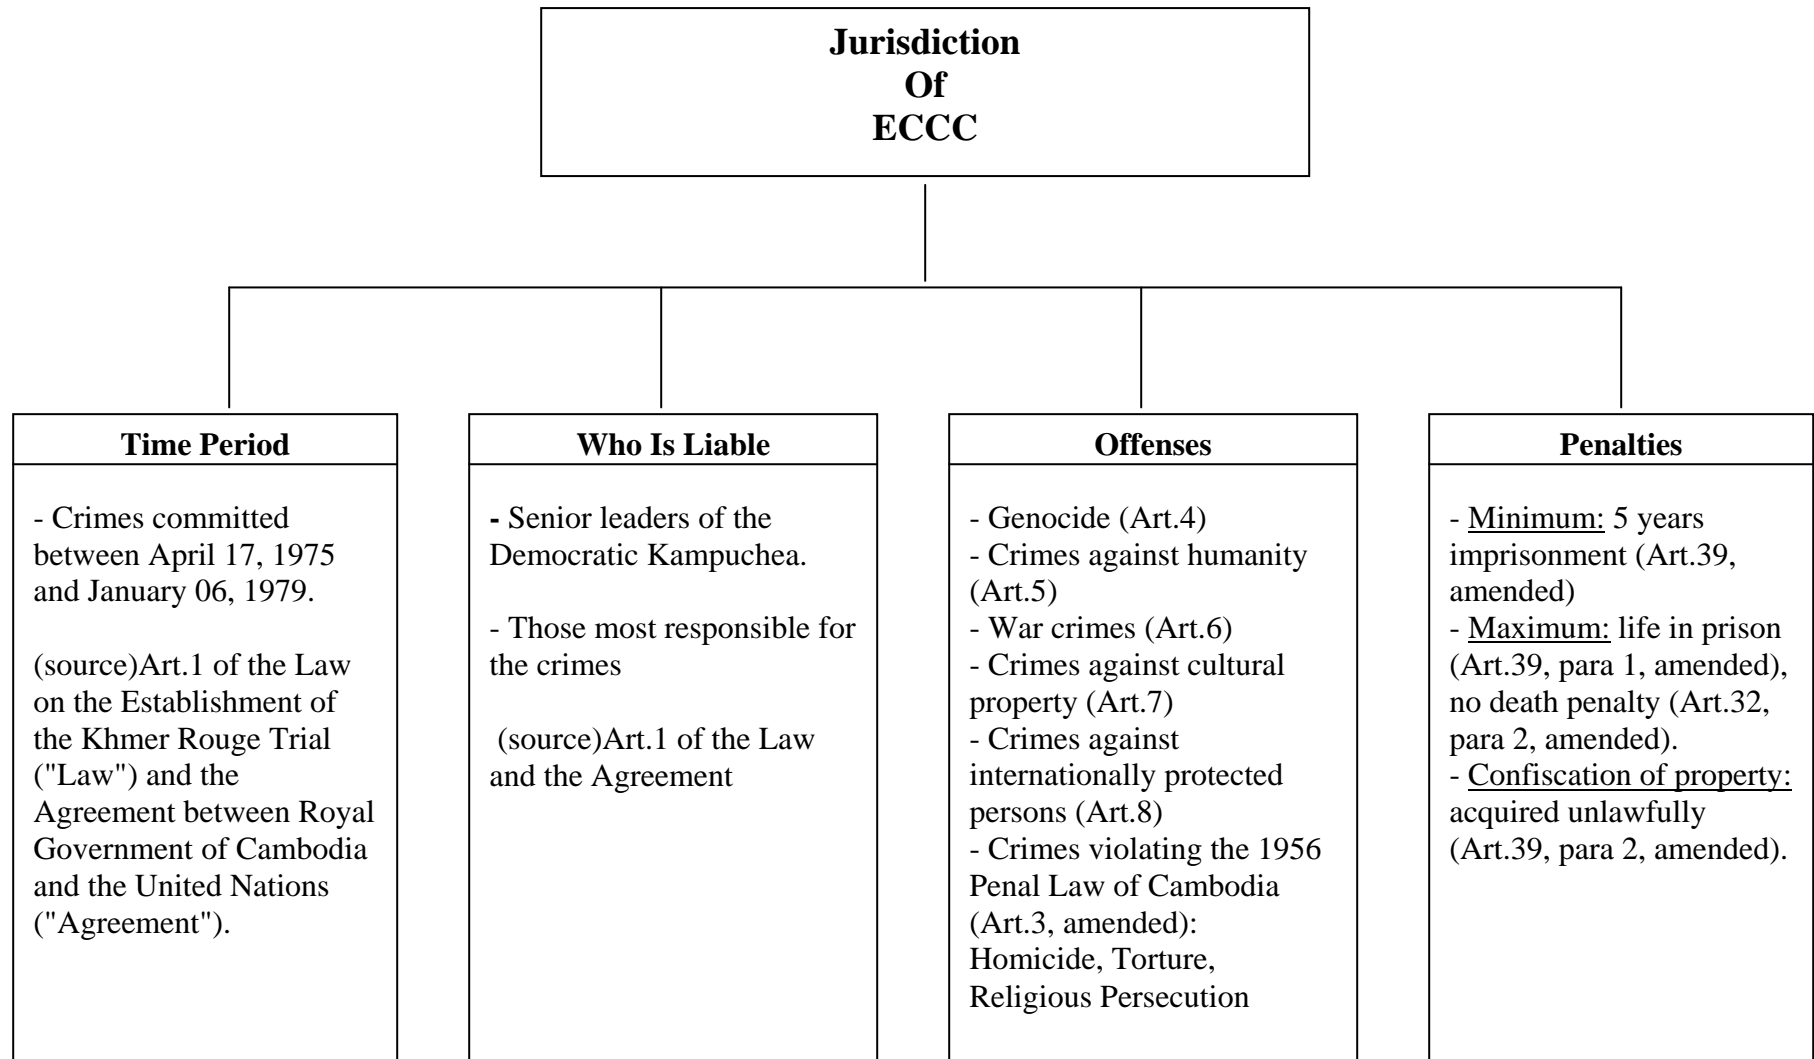 Jurisdiction
Of
ECCC
Time Period
- Crimes committed
between April 17, 1975
and January 06, 1979.
(source)Art.1 of the Law
on the Establishment of
the Khmer Rouge Trial
("Law") and the
Agreement between Royal
Government of Cambodia
and the United Nations
("Agreement").
Who Is Liable
- Senior leaders of the
Democratic Kampuchea.
- Those most responsible for
the crimes
(source)Art.1 of the Law
and the Agreement
Offenses
- Genocide (Art.4)
- Crimes against humanity
(Art.5)
- War crimes (Art.6)
- Crimes against cultural
property (Art.7)
- Crimes against
internationally protected
persons (Art.8)
- Crimes violating the 1956
Penal Law of Cambodia
(Art.3, amended):
Homicide, Torture,
Religious Persecution
Penalties
- Minimum: 5 years
imprisonment (Art.39,
amended)
- Maximum: life in prison
(Art.39, para 1, amended),
no death penalty (Art.32,
para 2, amended).
- Confiscation of property:
acquired unlawfully
(Art.39, para 2, amended).